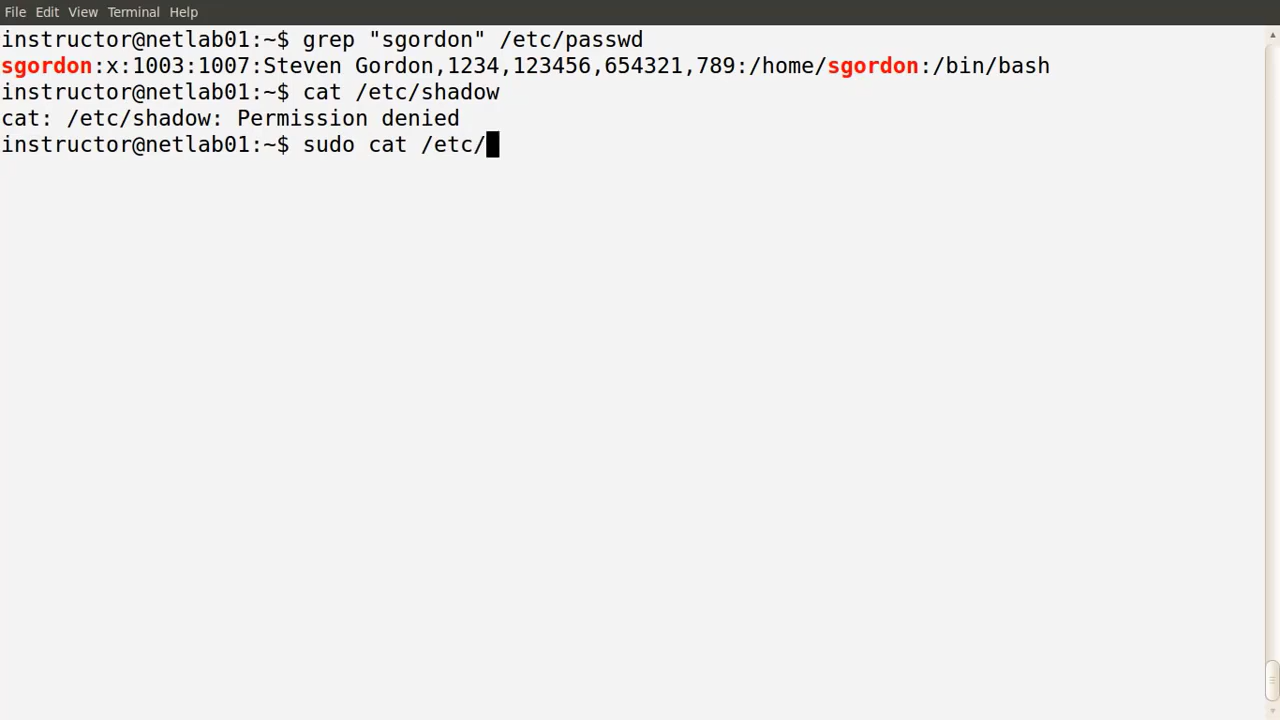 File Edit View Terminal Help
instructor@netlab01:~$ grep "sgordon" /etc/passwd
sgordon:x:1003:1007:Steven Gordon,1234,123456,654321,789:/home/sgordon:/bin/bash
instructor@netlab01:~$ cat /etc/shadow
cat: /etc/shadow: Permission denied
instructor@netlab01:~$ sudo cat /etc/